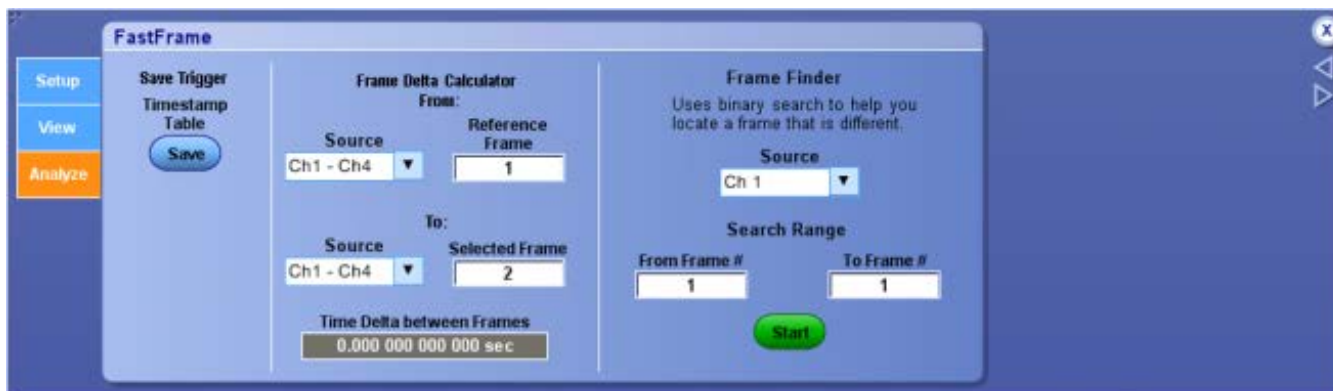 FastFrame
X
Setup
View
Analyze
Save Trigger
Timestamp
Table
Save
Frame Delta Calculator
From:
Source
Reference
Frame
Ch1 - Ch4
1
To:
Source
Selected Frame
Ch1 - Ch4
2
Time Delta between Frames
0.000 000 000 000 sec
Frame Finder
Uses binary search to help you
locate a frame that is different.
Source
Ch 1
Search Range
From Frame #
To Frame #
1
1
Start